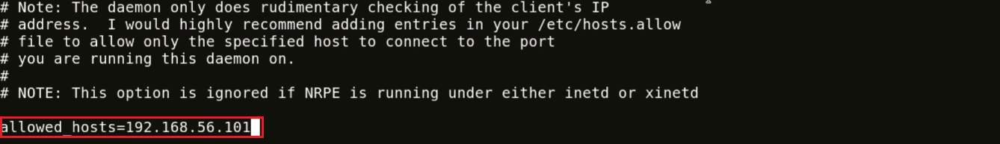 # Note: The daemon only does rudimentary checking of the client's IP
# address.  I would highly recommend adding entries in your /etc/hosts.allow
# file to allow only the specified host to connect to the port
# you are running this daemon on.
#
# NOTE: This option is ignored if NRPE is running under either inetd or xinetd
allowed_hosts=192.168.56.101